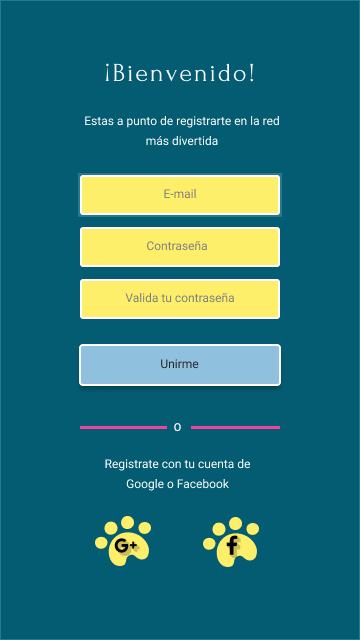 ¡Bienvenido!
Estas a punto de registrarte en la red
más divertida
E-mail
Contraseña
Valida tu contraseña
Unirme
O
Registrate con tu cuenta de
Google o Facebook
G+
f